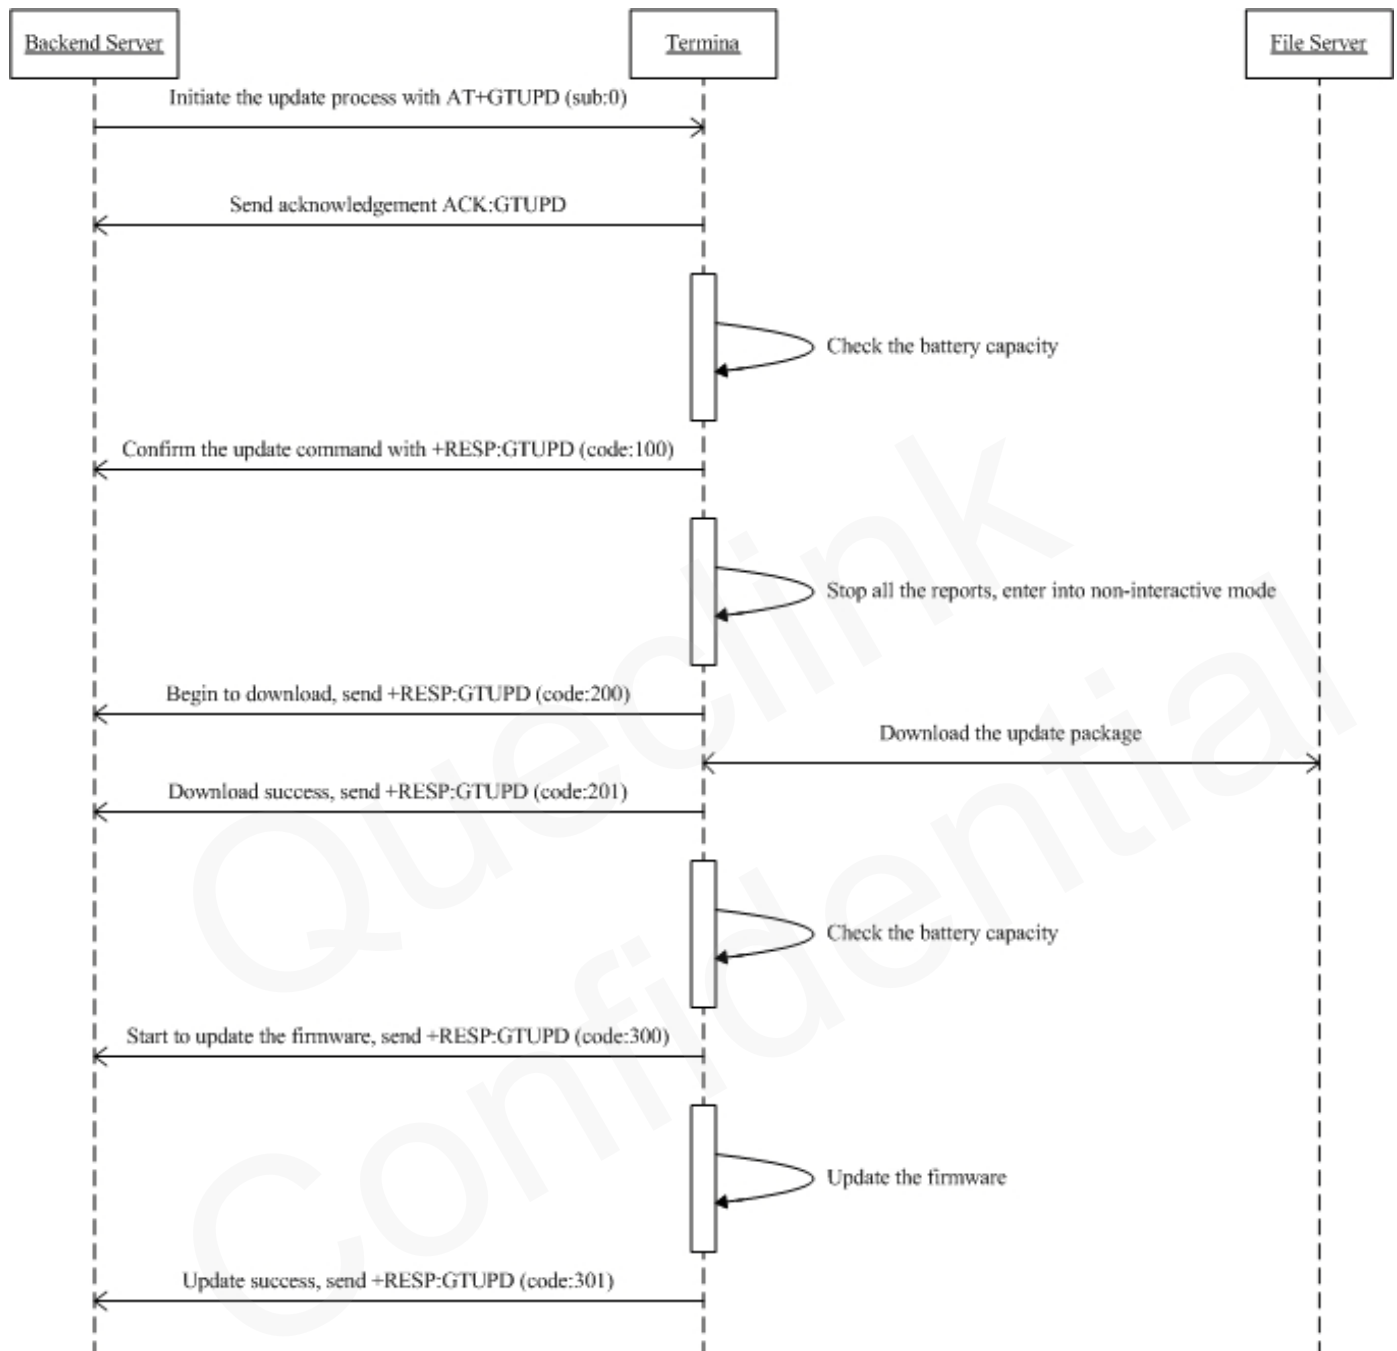 Backend Server
Termina
File Server
Initiate the update process with AT+GTUPD (sub:0)
Send acknowledgement ACK:GTUPD
Check the battery capacity
Confirm the update command with +RESP:GTUPD (code:100)
Stop all the reports, enter into non-interactive mode
Begin to download, send +RESP:GTUPD (code:200)
Download the update package
Download success, send +RESP:GTUPD (code:201)
Check the battery capacity
Start to update the firmware, send +RESP:GTUPD (code:300)
Update the firmware
Update success, send +RESP:GTUPD (code:301)
Queclink
Confidential